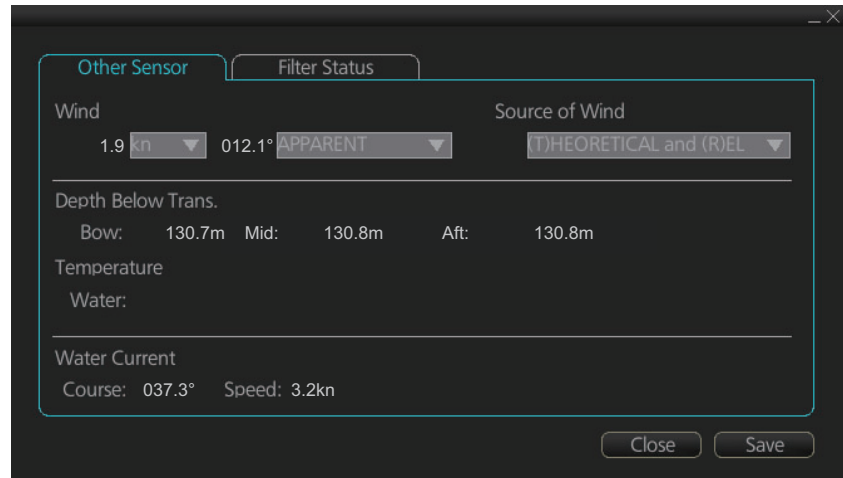 Other Sensor Filter Status
Wind Source of Wind
1.9 kn 012.1° APPARENT (T)HEORETICAL and (R)EL
Depth Below Trans.
Bow: 130.7m Mid: 130.8m Aft: 130.8m
Temperature
Water:
Water Current
Course: 037.3° Speed: 3.2kn
Close Save